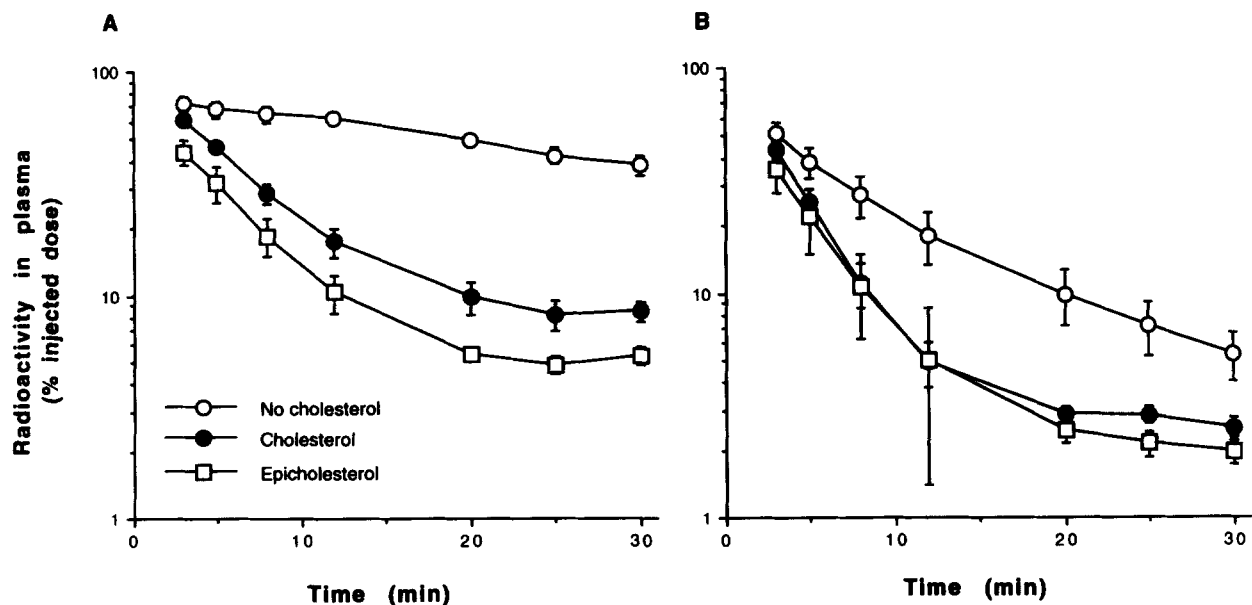 A
B
Radioactivity in plasma
(% injected dose)
100
10
1
0
10
20
30
No cholesterol
Cholesterol
Epicholesterol
Time (min)
100
10
1
0
10
20
30
Time (min)